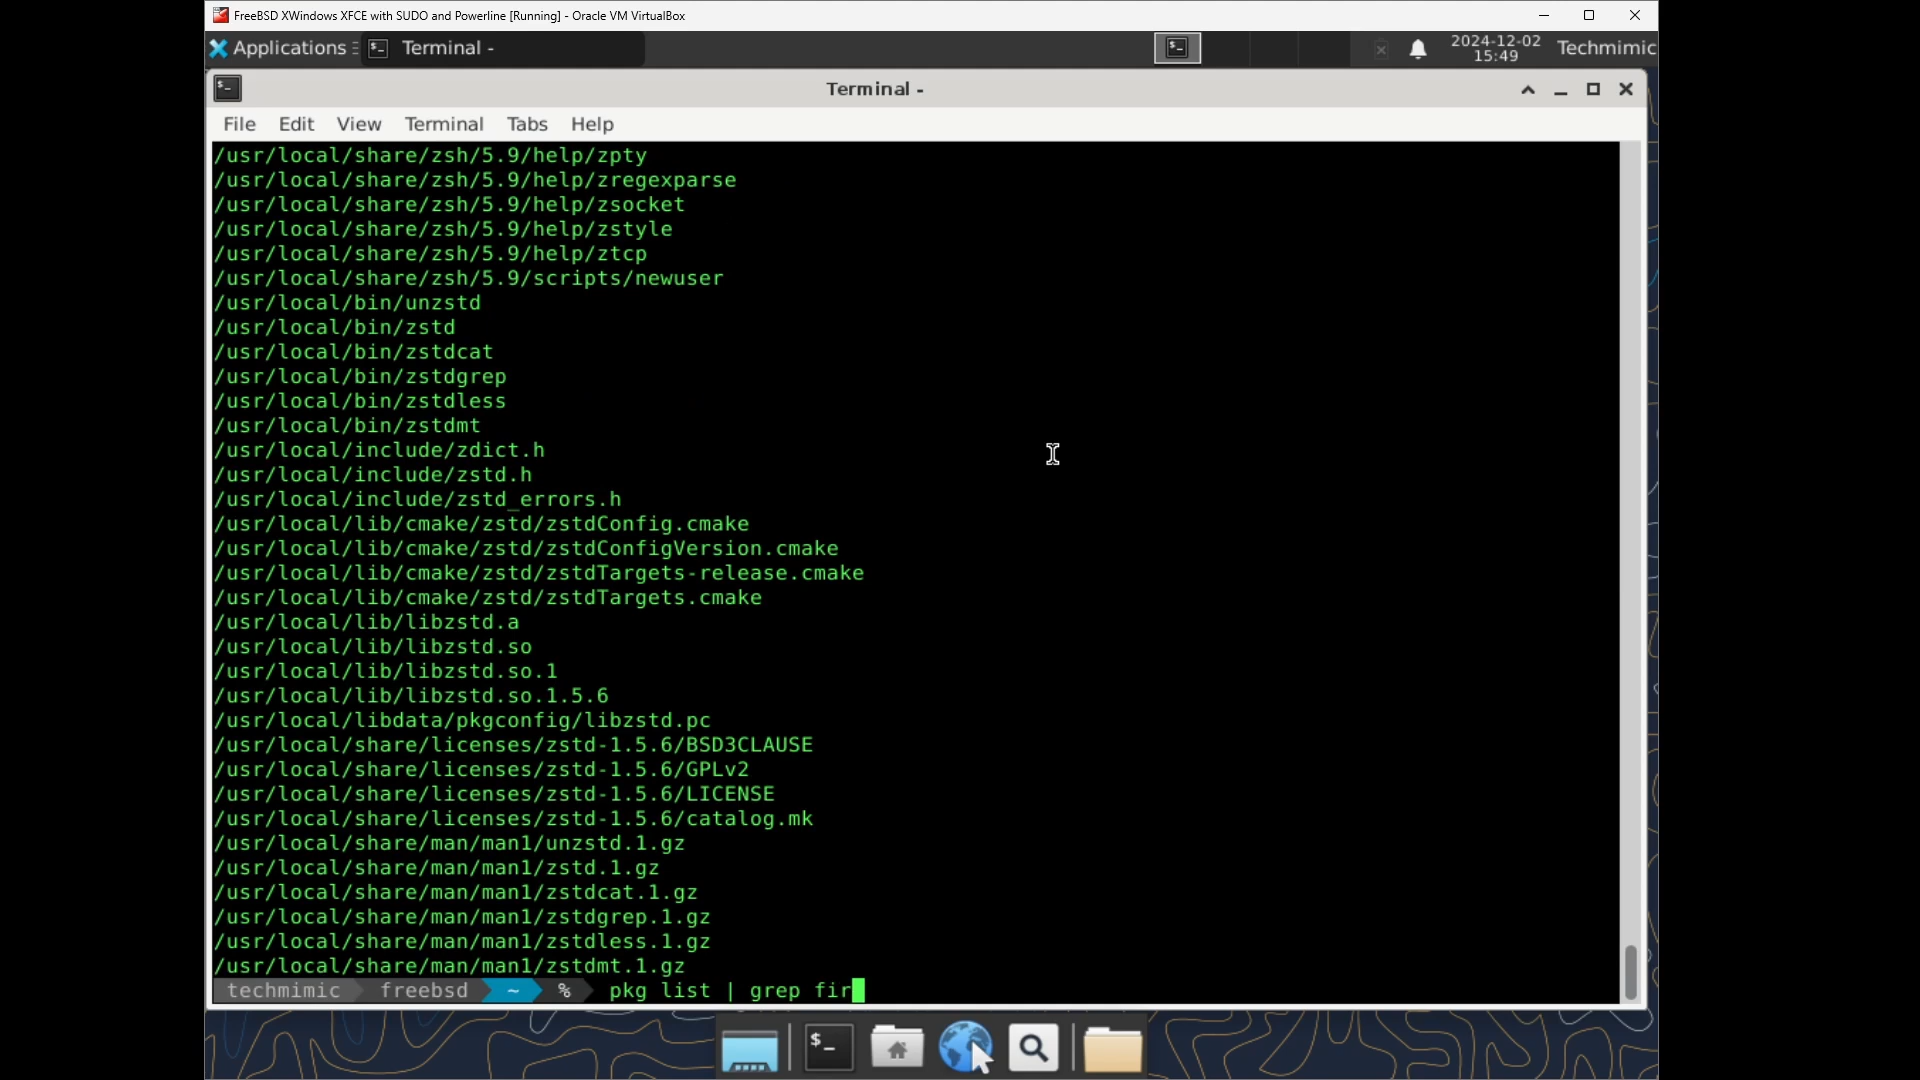 FreeBSD XWindows XFCE with SUDO and Powerline [Running] - Oracle VM VirtualBox
Applications
Terminal -
2024-12-02
15:49
Techmimic
Terminal -
File Edit View Terminal Tabs Help
/usr/local/share/zsh/5.9/help/zpty
/usr/local/share/zsh/5.9/help/zregexparse
/usr/local/share/zsh/5.9/help/zsocket
/usr/local/share/zsh/5.9/help/zstyle
/usr/local/share/zsh/5.9/help/ztcp
/usr/local/share/zsh/5.9/scripts/newuser
/usr/local/bin/unzstd
/usr/local/bin/zstd
/usr/local/bin/zstdcat
/usr/local/bin/zstdgrep
/usr/local/bin/zstdless
/usr/local/bin/zstdmt
/usr/local/include/zdict.h
/usr/local/include/zstd.h
/usr/local/include/zstd_errors.h
/usr/local/lib/cmake/zstd/zstdConfig.cmake
/usr/local/lib/cmake/zstd/zstdConfigVersion.cmake
/usr/local/lib/cmake/zstd/zstdTargets-release.cmake
/usr/local/lib/cmake/zstd/zstdTargets.cmake
/usr/local/lib/libzstd.a
/usr/local/lib/libzstd.so
/usr/local/lib/libzstd.so.1
/usr/local/lib/libzstd.so.1.5.6
/usr/local/libdata/pkgconfig/libzstd.pc
/usr/local/share/licenses/zstd-1.5.6/BSD3CLAUSE
/usr/local/share/licenses/zstd-1.5.6/GPLv2
/usr/local/share/licenses/zstd-1.5.6/LICENSE
/usr/local/share/licenses/zstd-1.5.6/catalog.mk
/usr/local/share/man/man1/unzstd.1.gz
/usr/local/share/man/man1/zstd.1.gz
/usr/local/share/man/man1/zstdcat.1.gz
/usr/local/share/man/man1/zstdgrep.1.gz
/usr/local/share/man/man1/zstdless.1.gz
/usr/local/share/man/man1/zstdmt.1.gz
techmimic freebsd ~ % pkg list | grep fir